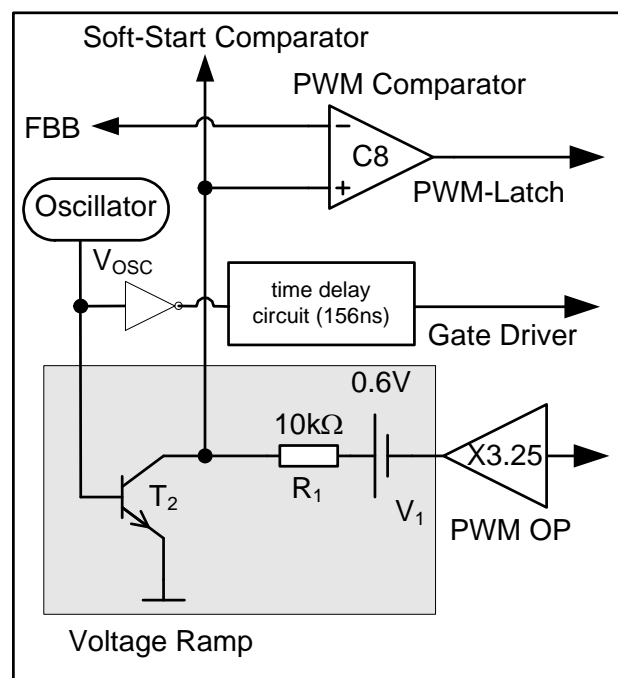 Soft-Start Comparator
PWM Comparator
FBB
−
C8
+
PWM-Latch
Oscillator
VOSC
time delay
circuit (156ns)
Gate Driver
0.6V
10kΩ
R1
V1
X3.25
PWM OP
T2
Voltage Ramp